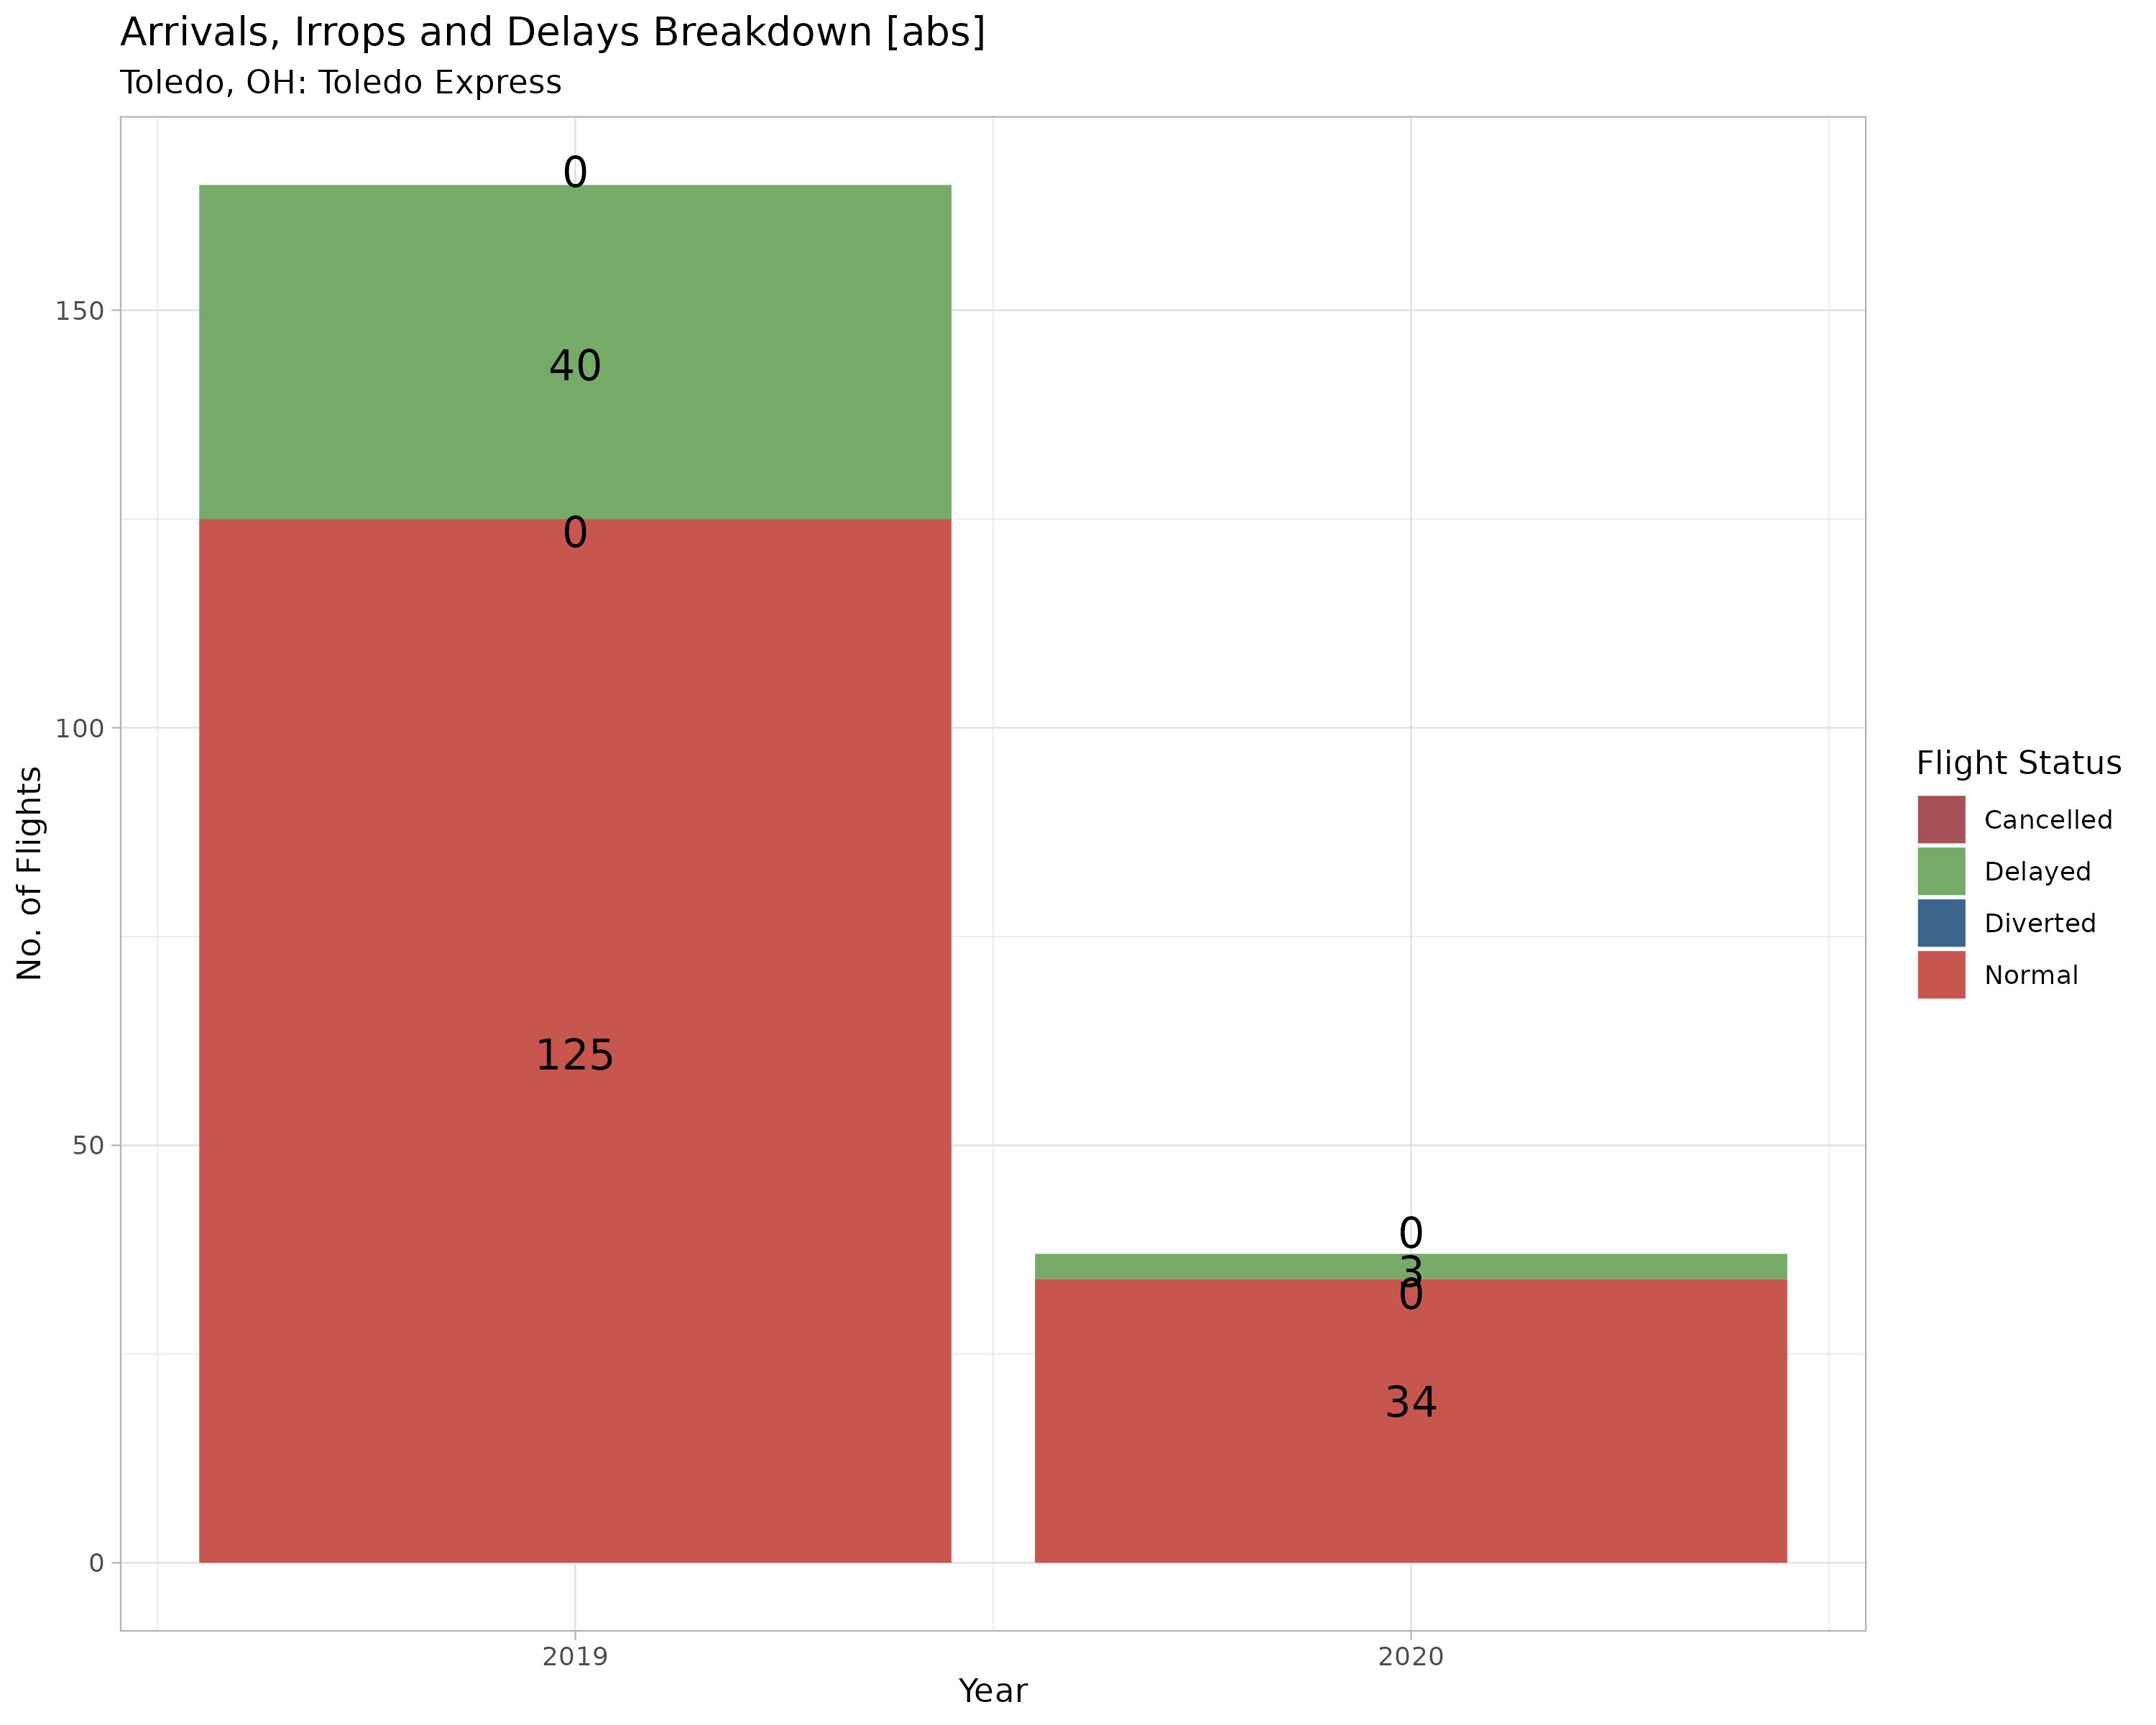 Arrivals, Irrops and Delays Breakdown [abs]
Toledo, OH: Toledo Express
No. of Flights
150
100
50
0
0
40
0
125
0
3
0
34
2019
2020
Year
Flight Status
Cancelled
Delayed
Diverted
Normal